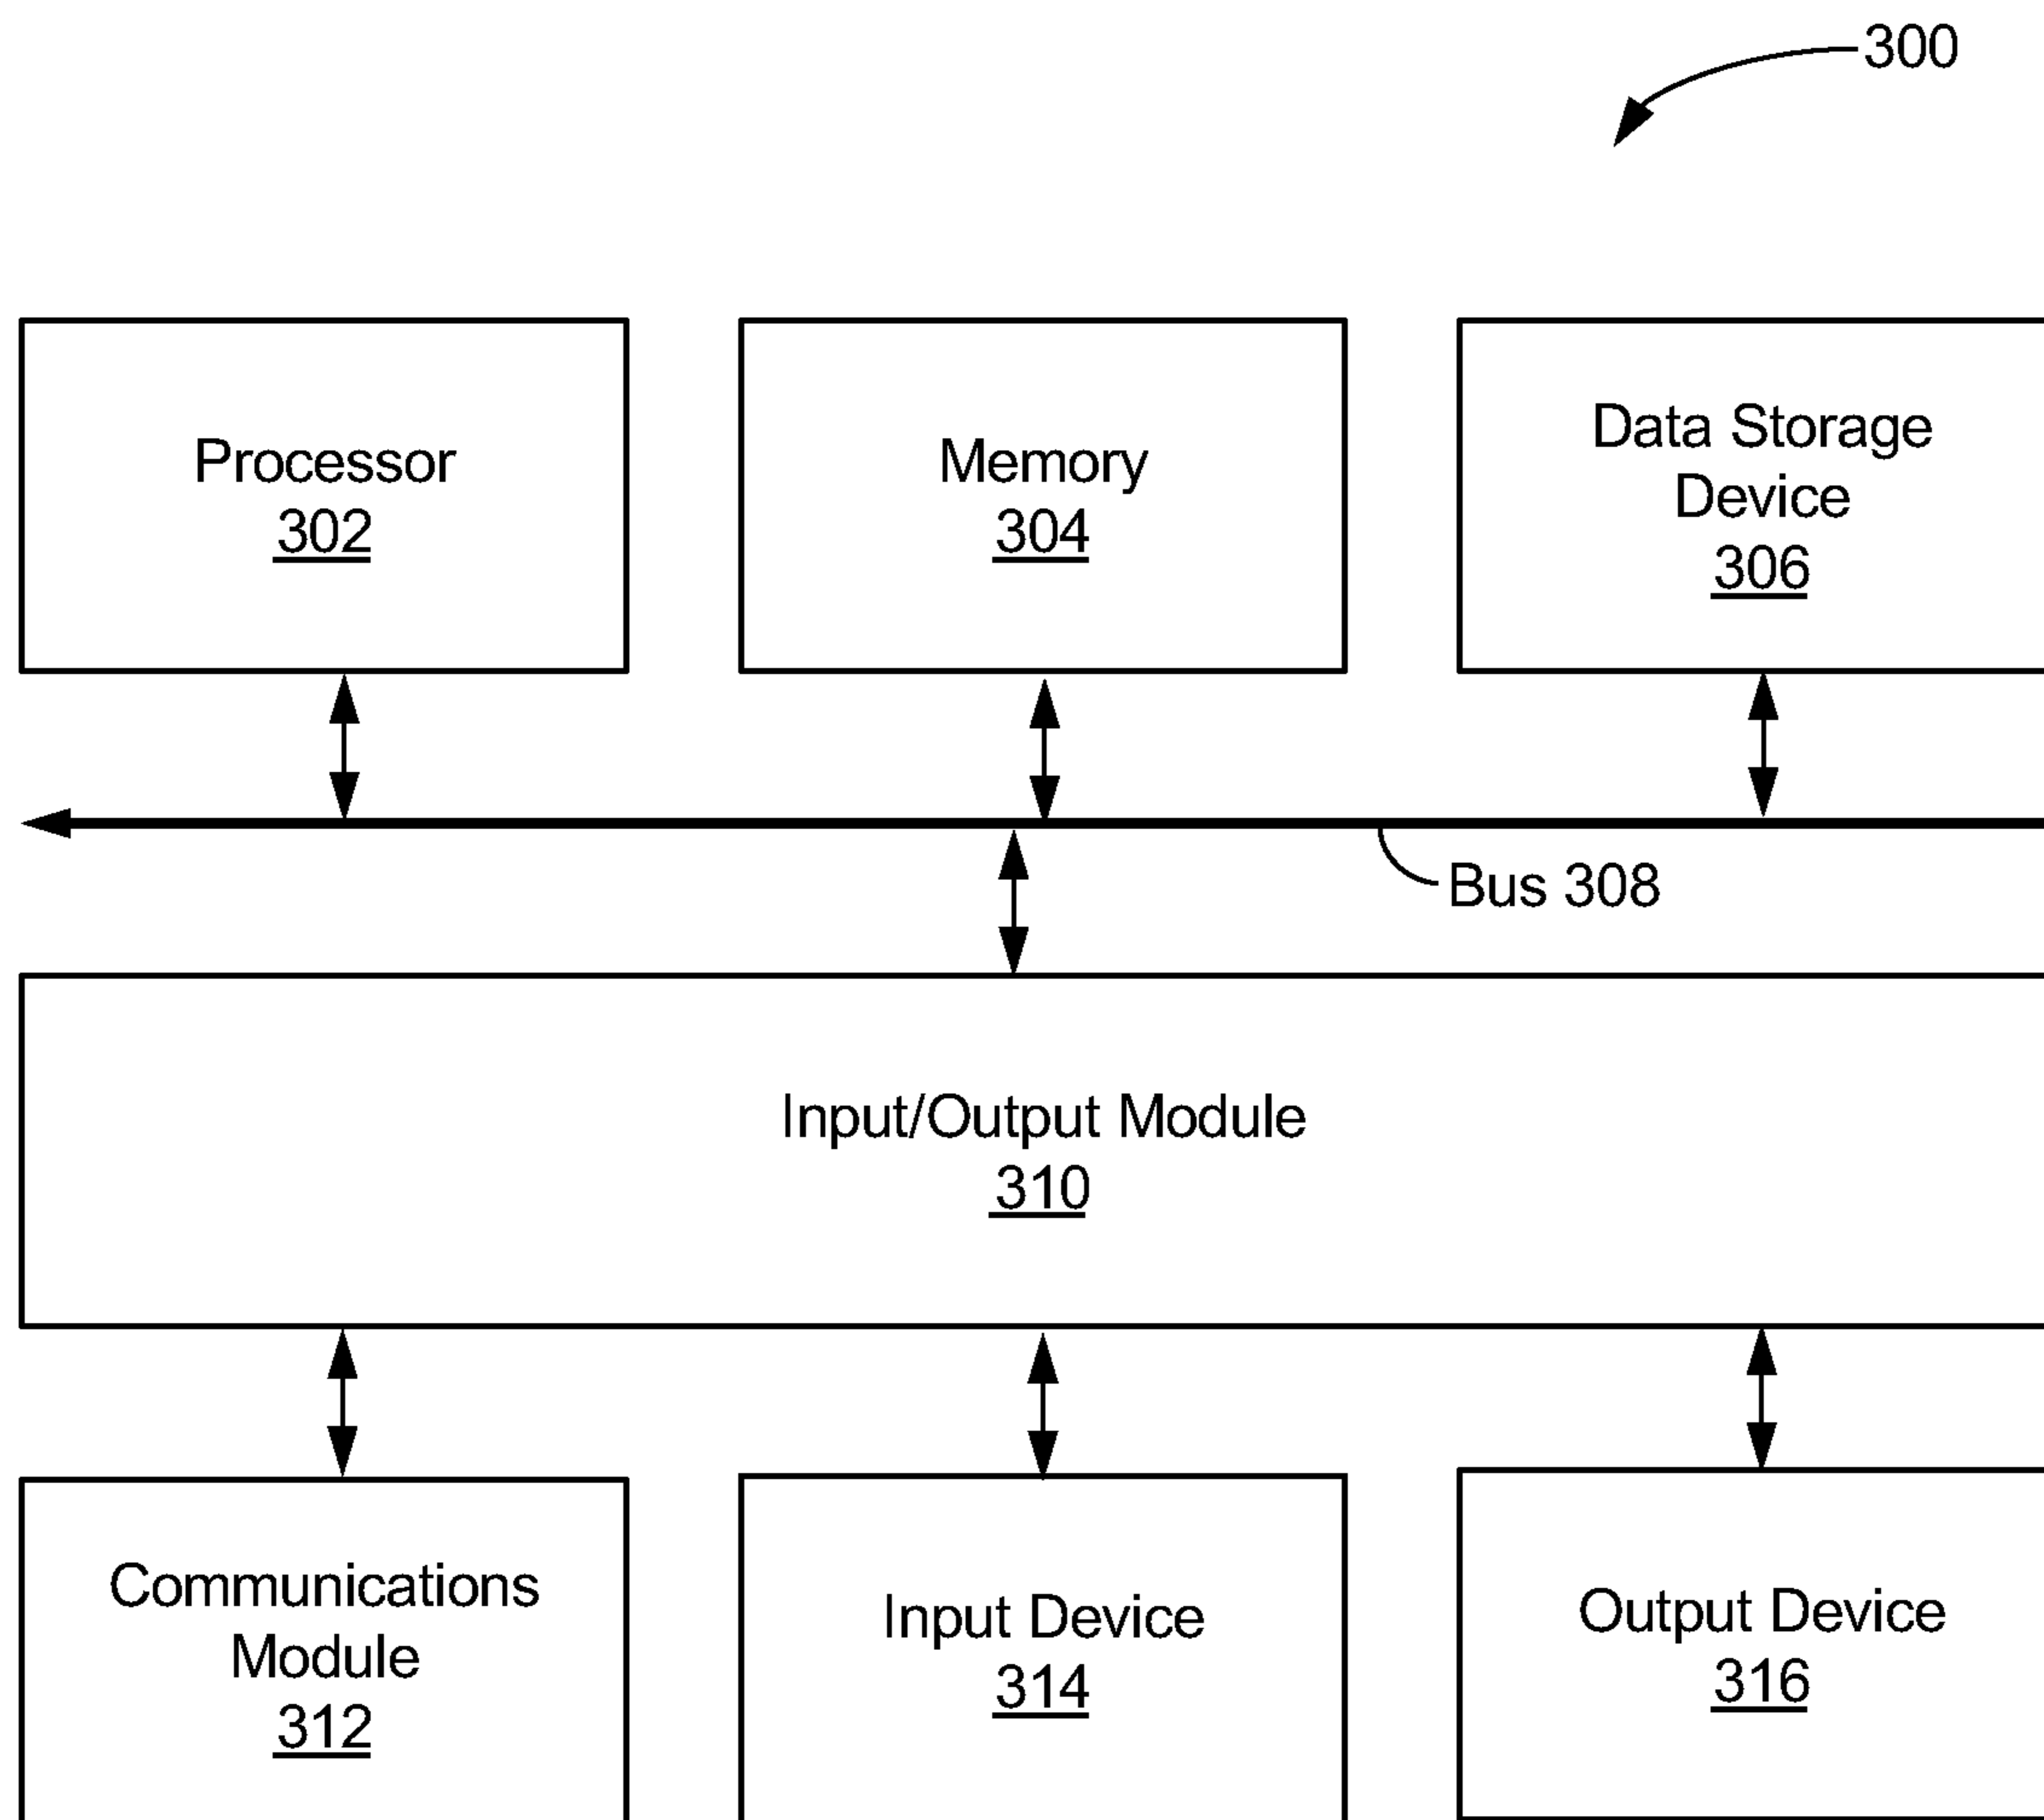 300
Processor
302
Memory
304
Data Storage
Device
306
Bus 308
Input/Output Module
310
Communications
Module
312
Input Device
314
Output Device
316